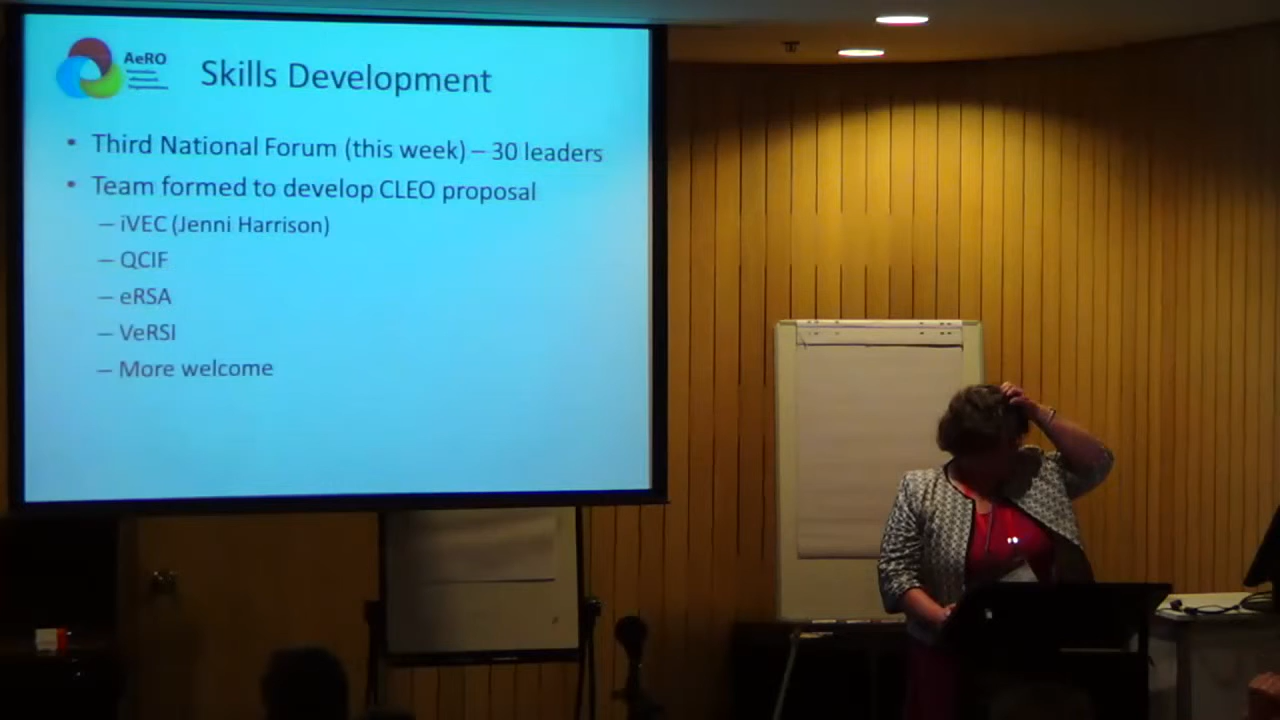 AeRO
Skills Development
• Third National Forum (this week) – 30 leaders
• Team formed to develop CLEO proposal
– iVEC (Jenni Harrison)
– QCIF
– eRSA
– VeRSI
– More welcome